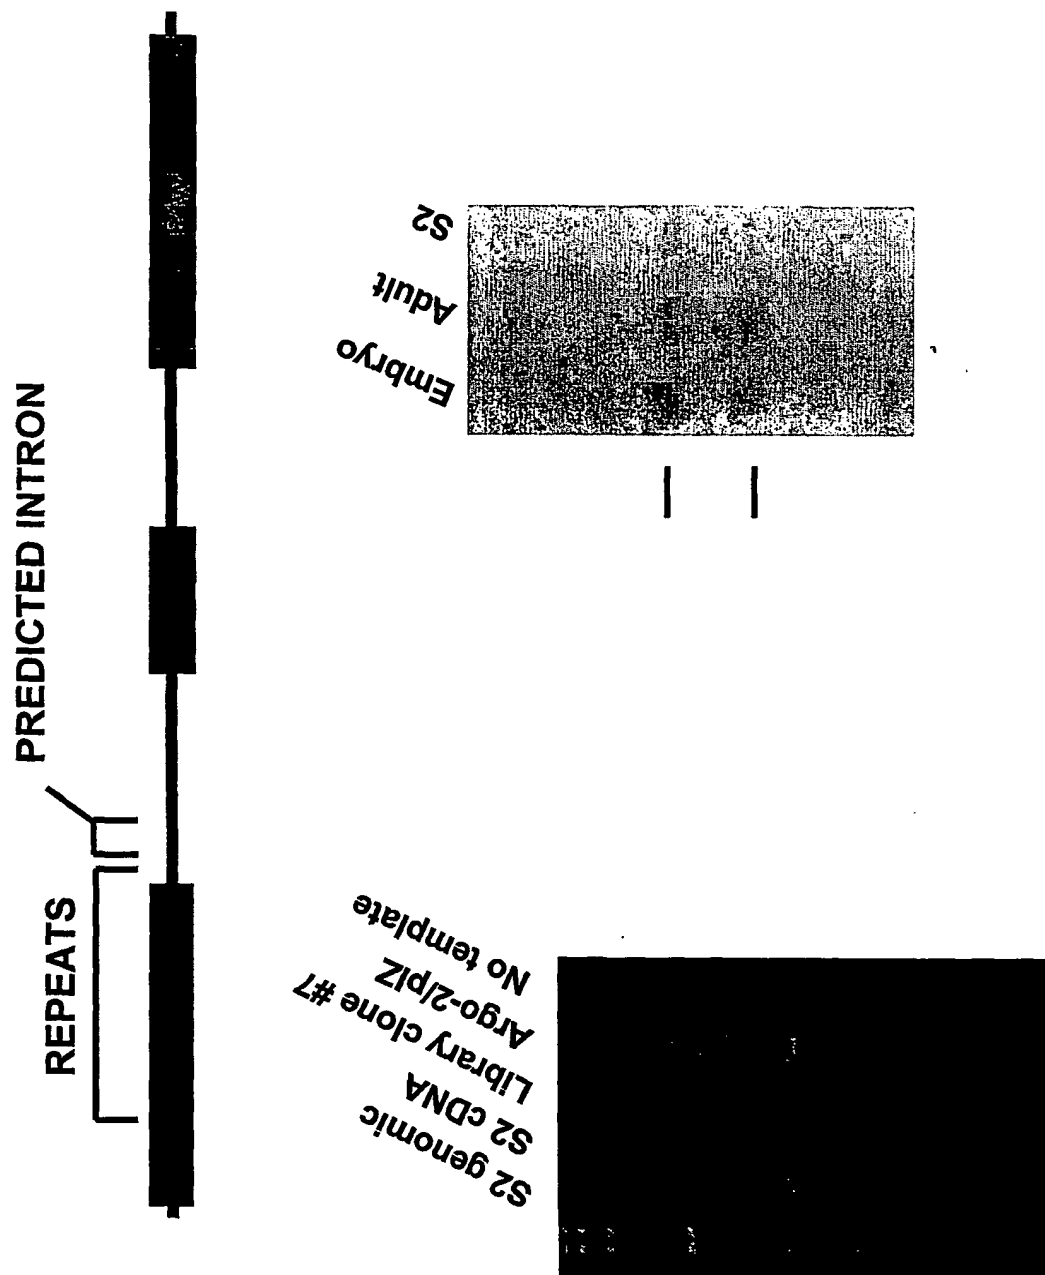 REPEATS
PREDICTED INTRON
S2 genomic
S2 cDNA
Library clone #7
Argo-2/pIZ
No template
Embryo
Adult
S2